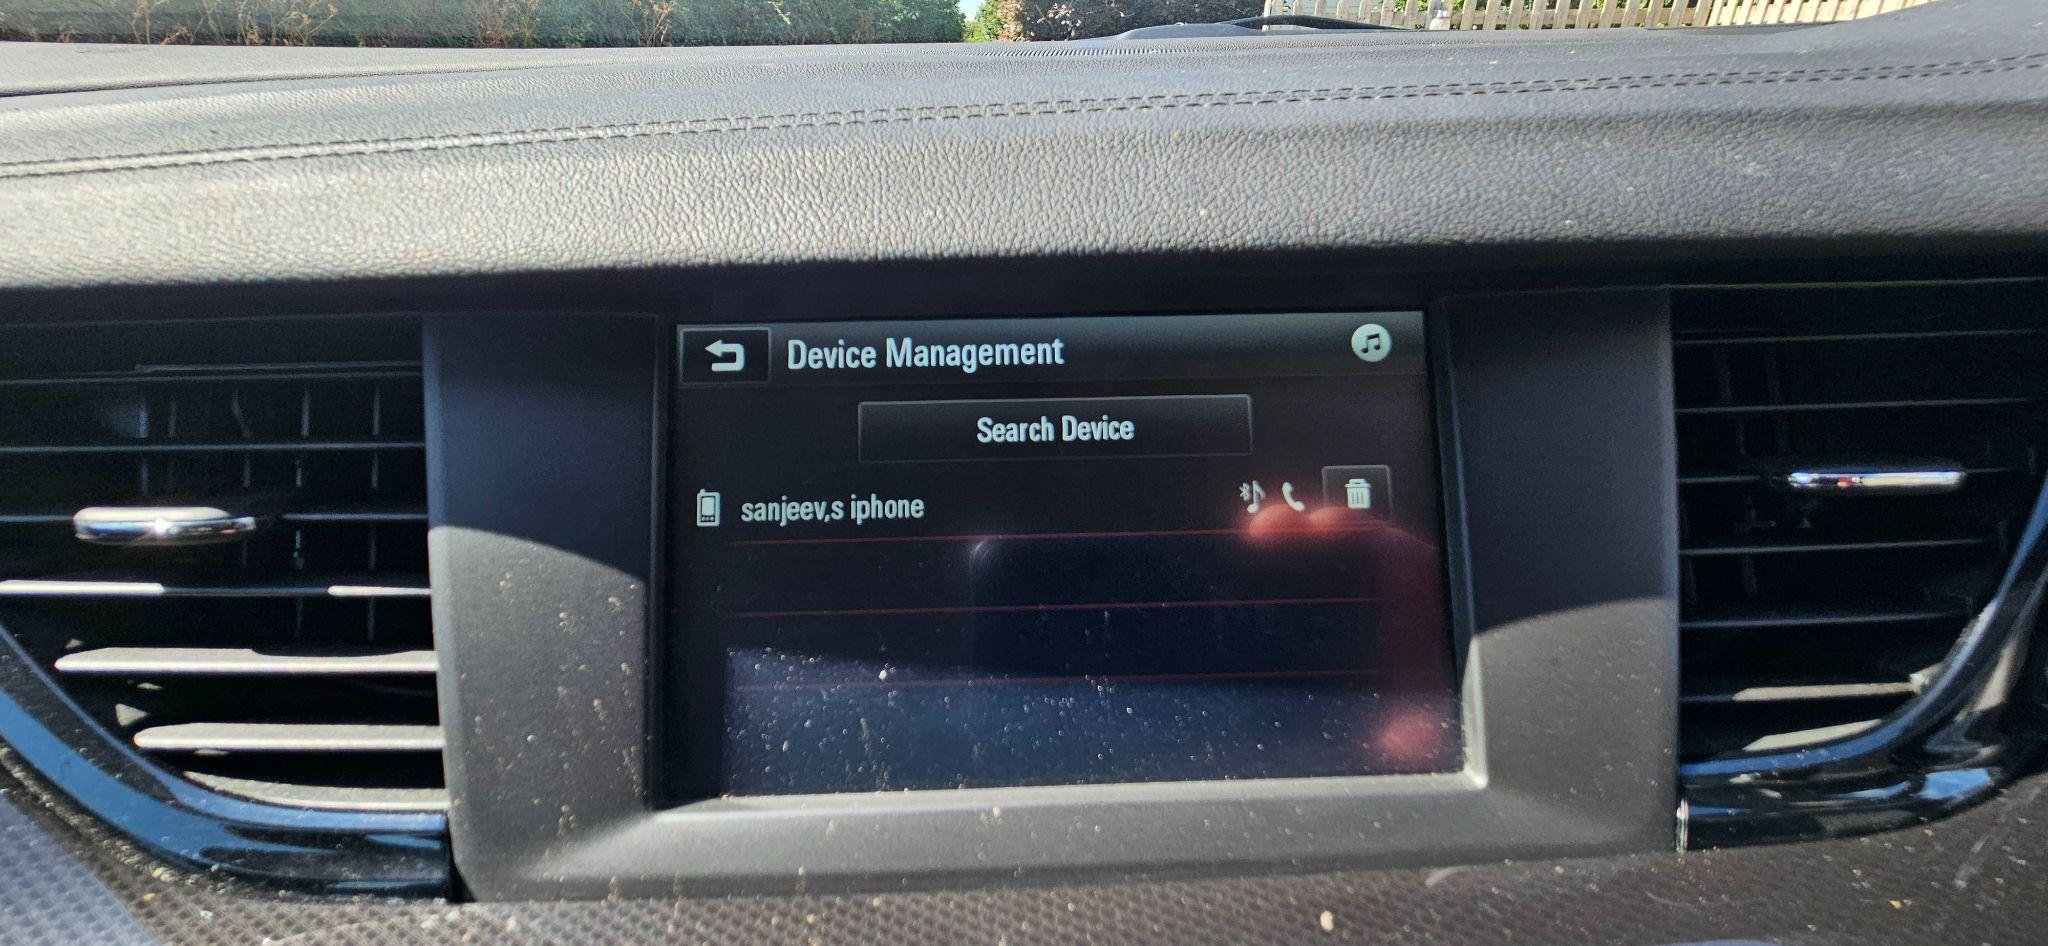 Device Management
Search Device
sanjeev,s iphone